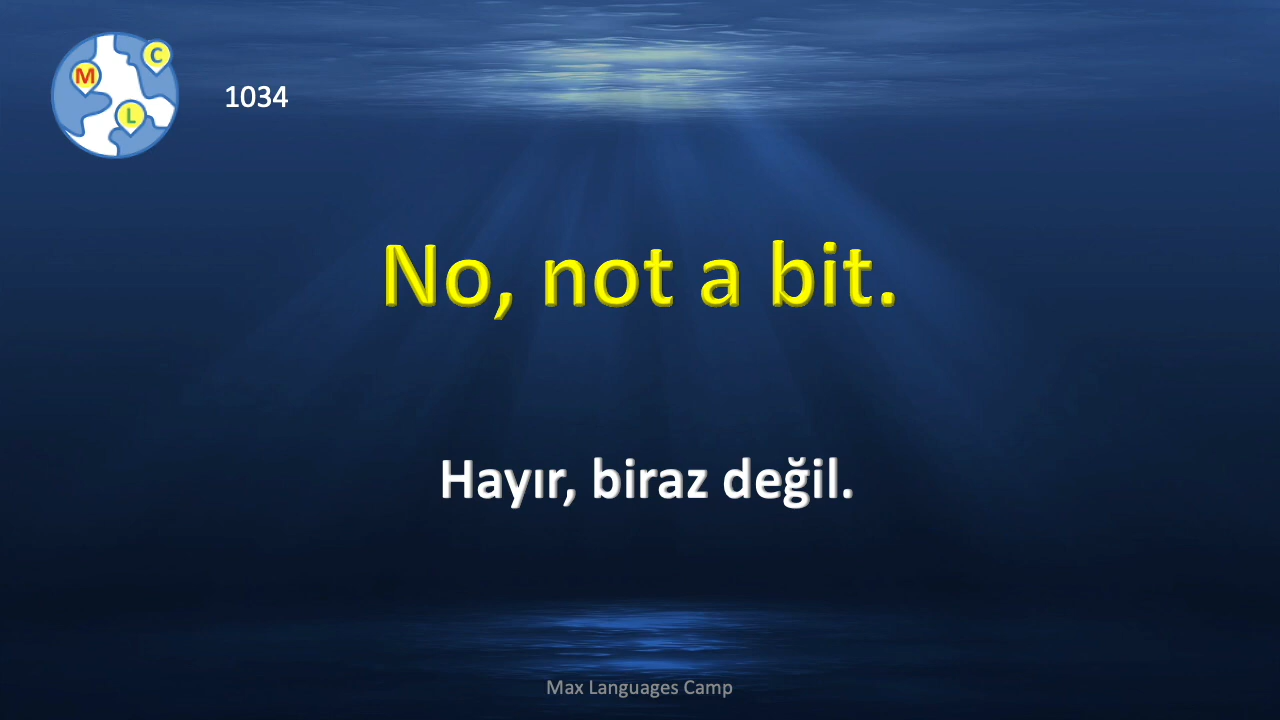 C
M
L
1034
No, not a bit.
Hayır, biraz değil.
Max Languages Camp